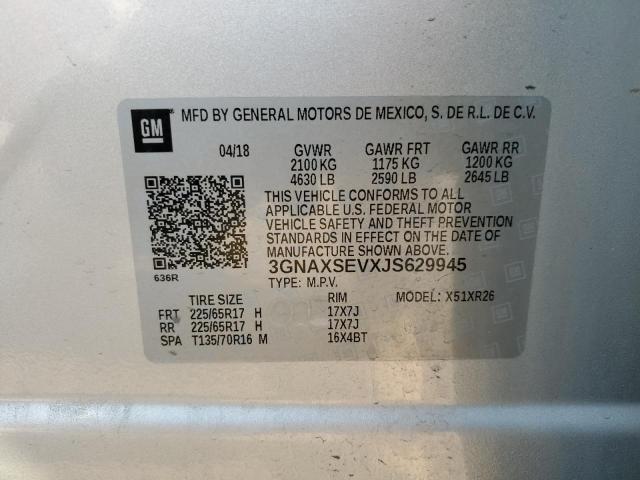 GM
MFD BY GENERAL MOTORS DE MEXICO, S. DE R.L. DE C.V.
04/18 GVWR GAWR FRT GAWR RR
2100 KG 1175 KG 1200 KG
4630 LB 2590 LB 2645 LB
THIS VEHICLE CONFORMS TO ALL
APPLICABLE U.S. FEDERAL MOTOR
VEHICLE SAFETY AND THEFT PREVENTION
STANDARDS IN EFFECT ON THE DATE OF
MANUFACTURE SHOWN ABOVE.
636R
3GNAXSEVXJS629945
TYPE: M.P.V.
TIRE SIZE RIM MODEL: X51XR26
FRT 225/65R17 H 17X7J
RR 225/65R17 H 17X7J
SPA T135/70R16 M 16X4BT